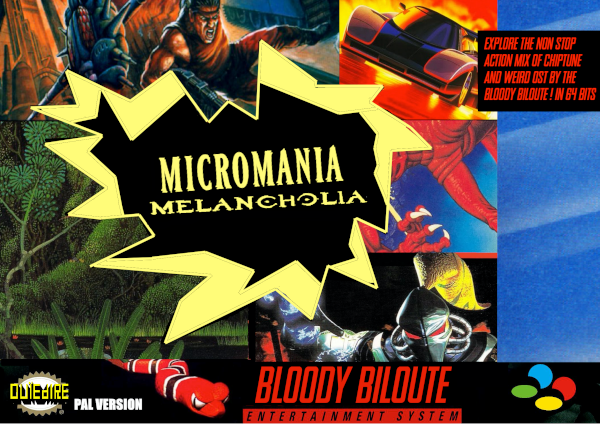 EXPLORE THE NON STOP
ACTION MIX OF CHIPTUNE
AND WEIRD OST BY THE
BLOODY BILOUTE ! IN 64 BITS
MICROMANIA
MELANCHOLIA
OUIEDIRE
PAL VERSION
BLOODY BILOUTE
ENTERTAINMENT SYSTEM